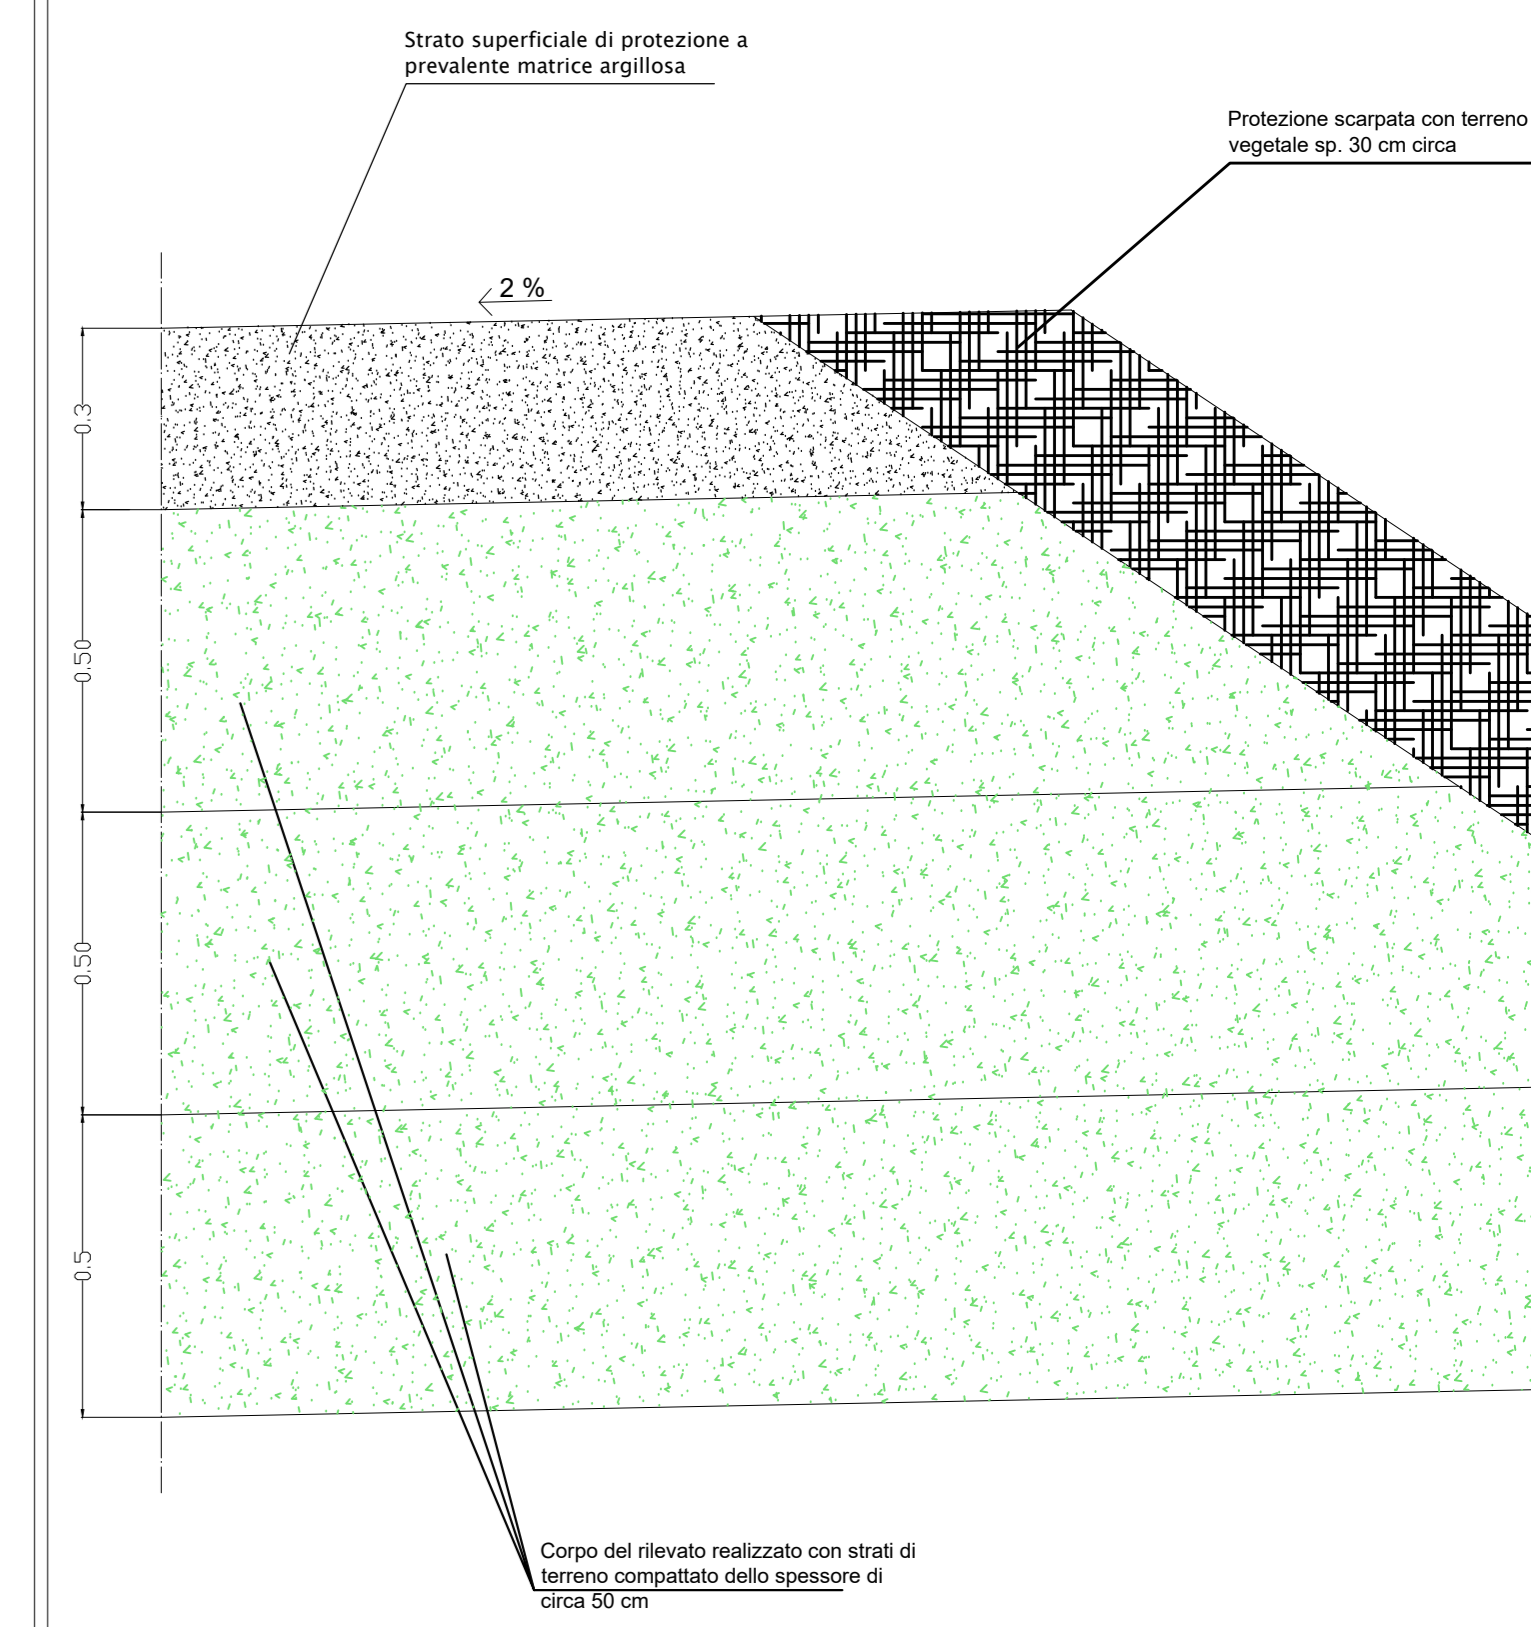 Strato superficiale di protezione a
prevalente matrice argillosa
Protezione scarpata con terreno
vegetale sp. 30 cm circa
2 %
0.3
0.50
0.50
0.5
Corpo del rilevato realizzato con strati di
terreno compattato dello spessore di
circa 50 cm